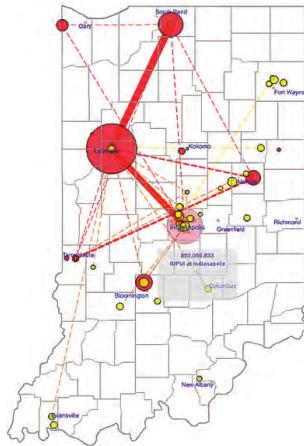 South Bend
Gary
Fort Wayne
Kokomo
Lafayette
Muncie
Indianapolis
Greenfield
Richmond
Terre Haute
$53,069,833
IUPUI at Indianapolis
Bloomington
Columbus
New Albany
Evansville